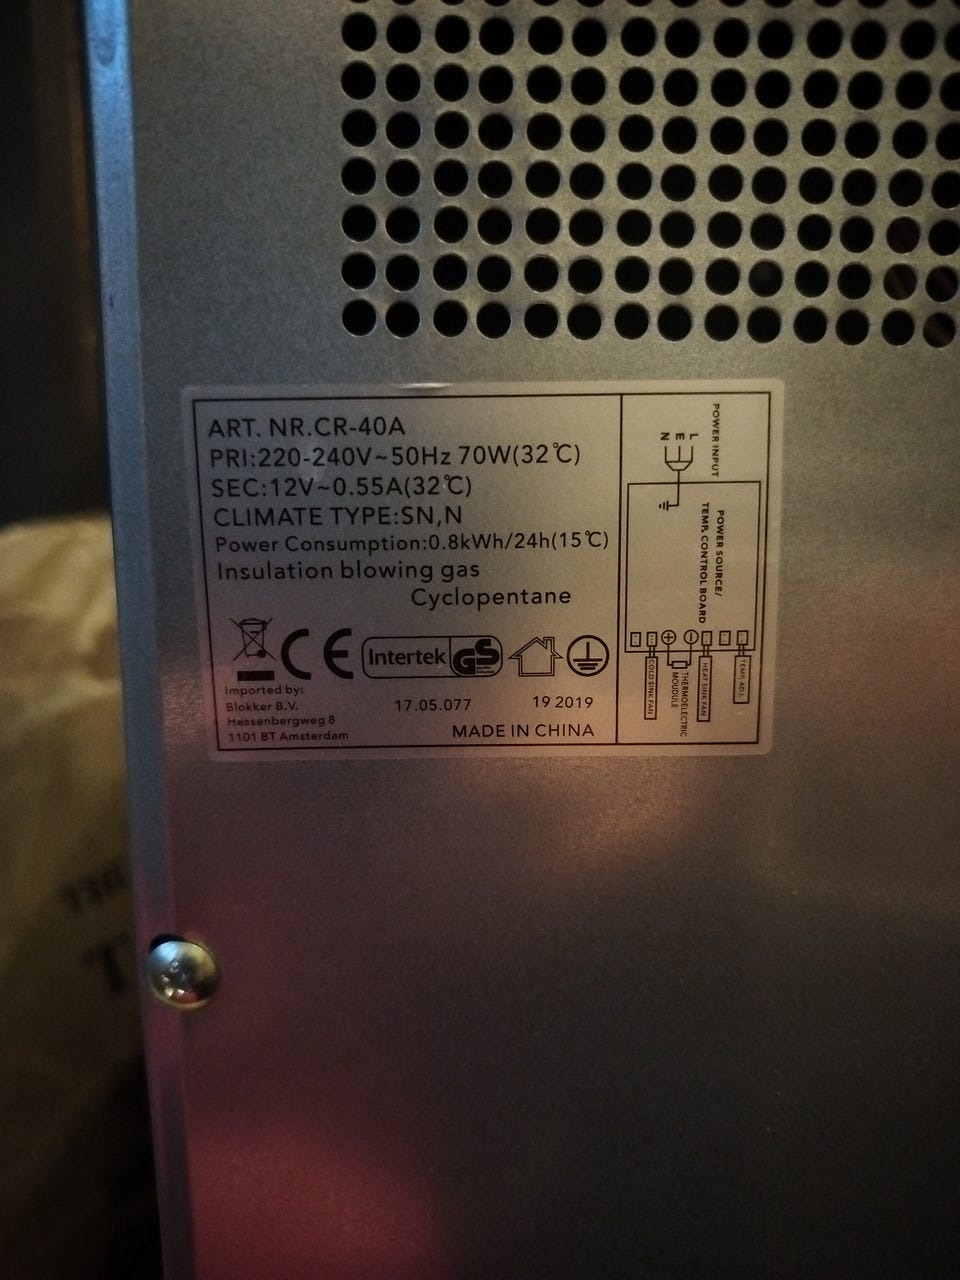 ART. NR.CR-40A
PRI:220-240V~50Hz 70W(32℃)
SEC:12V~0.55A(32℃)
CLIMATE TYPE:SN,N
Power Consumption:0.8kWh/24h(15℃)
Insulation blowing gas
Cyclopentane
CE Intertek GS
Imported by:
Blokker B.V.
Hessenbergweg 8
1101 BT Amsterdam
17.05.077
19 2019
MADE IN CHINA
POWER INPUT
L
E
N
POWER SOURCE/
TEMP. CONTROL BOARD
TEMP. ADJ.
HEAT SINK FAN
THERMOELECTRIC
MOUDULE
COLD SINK FAN